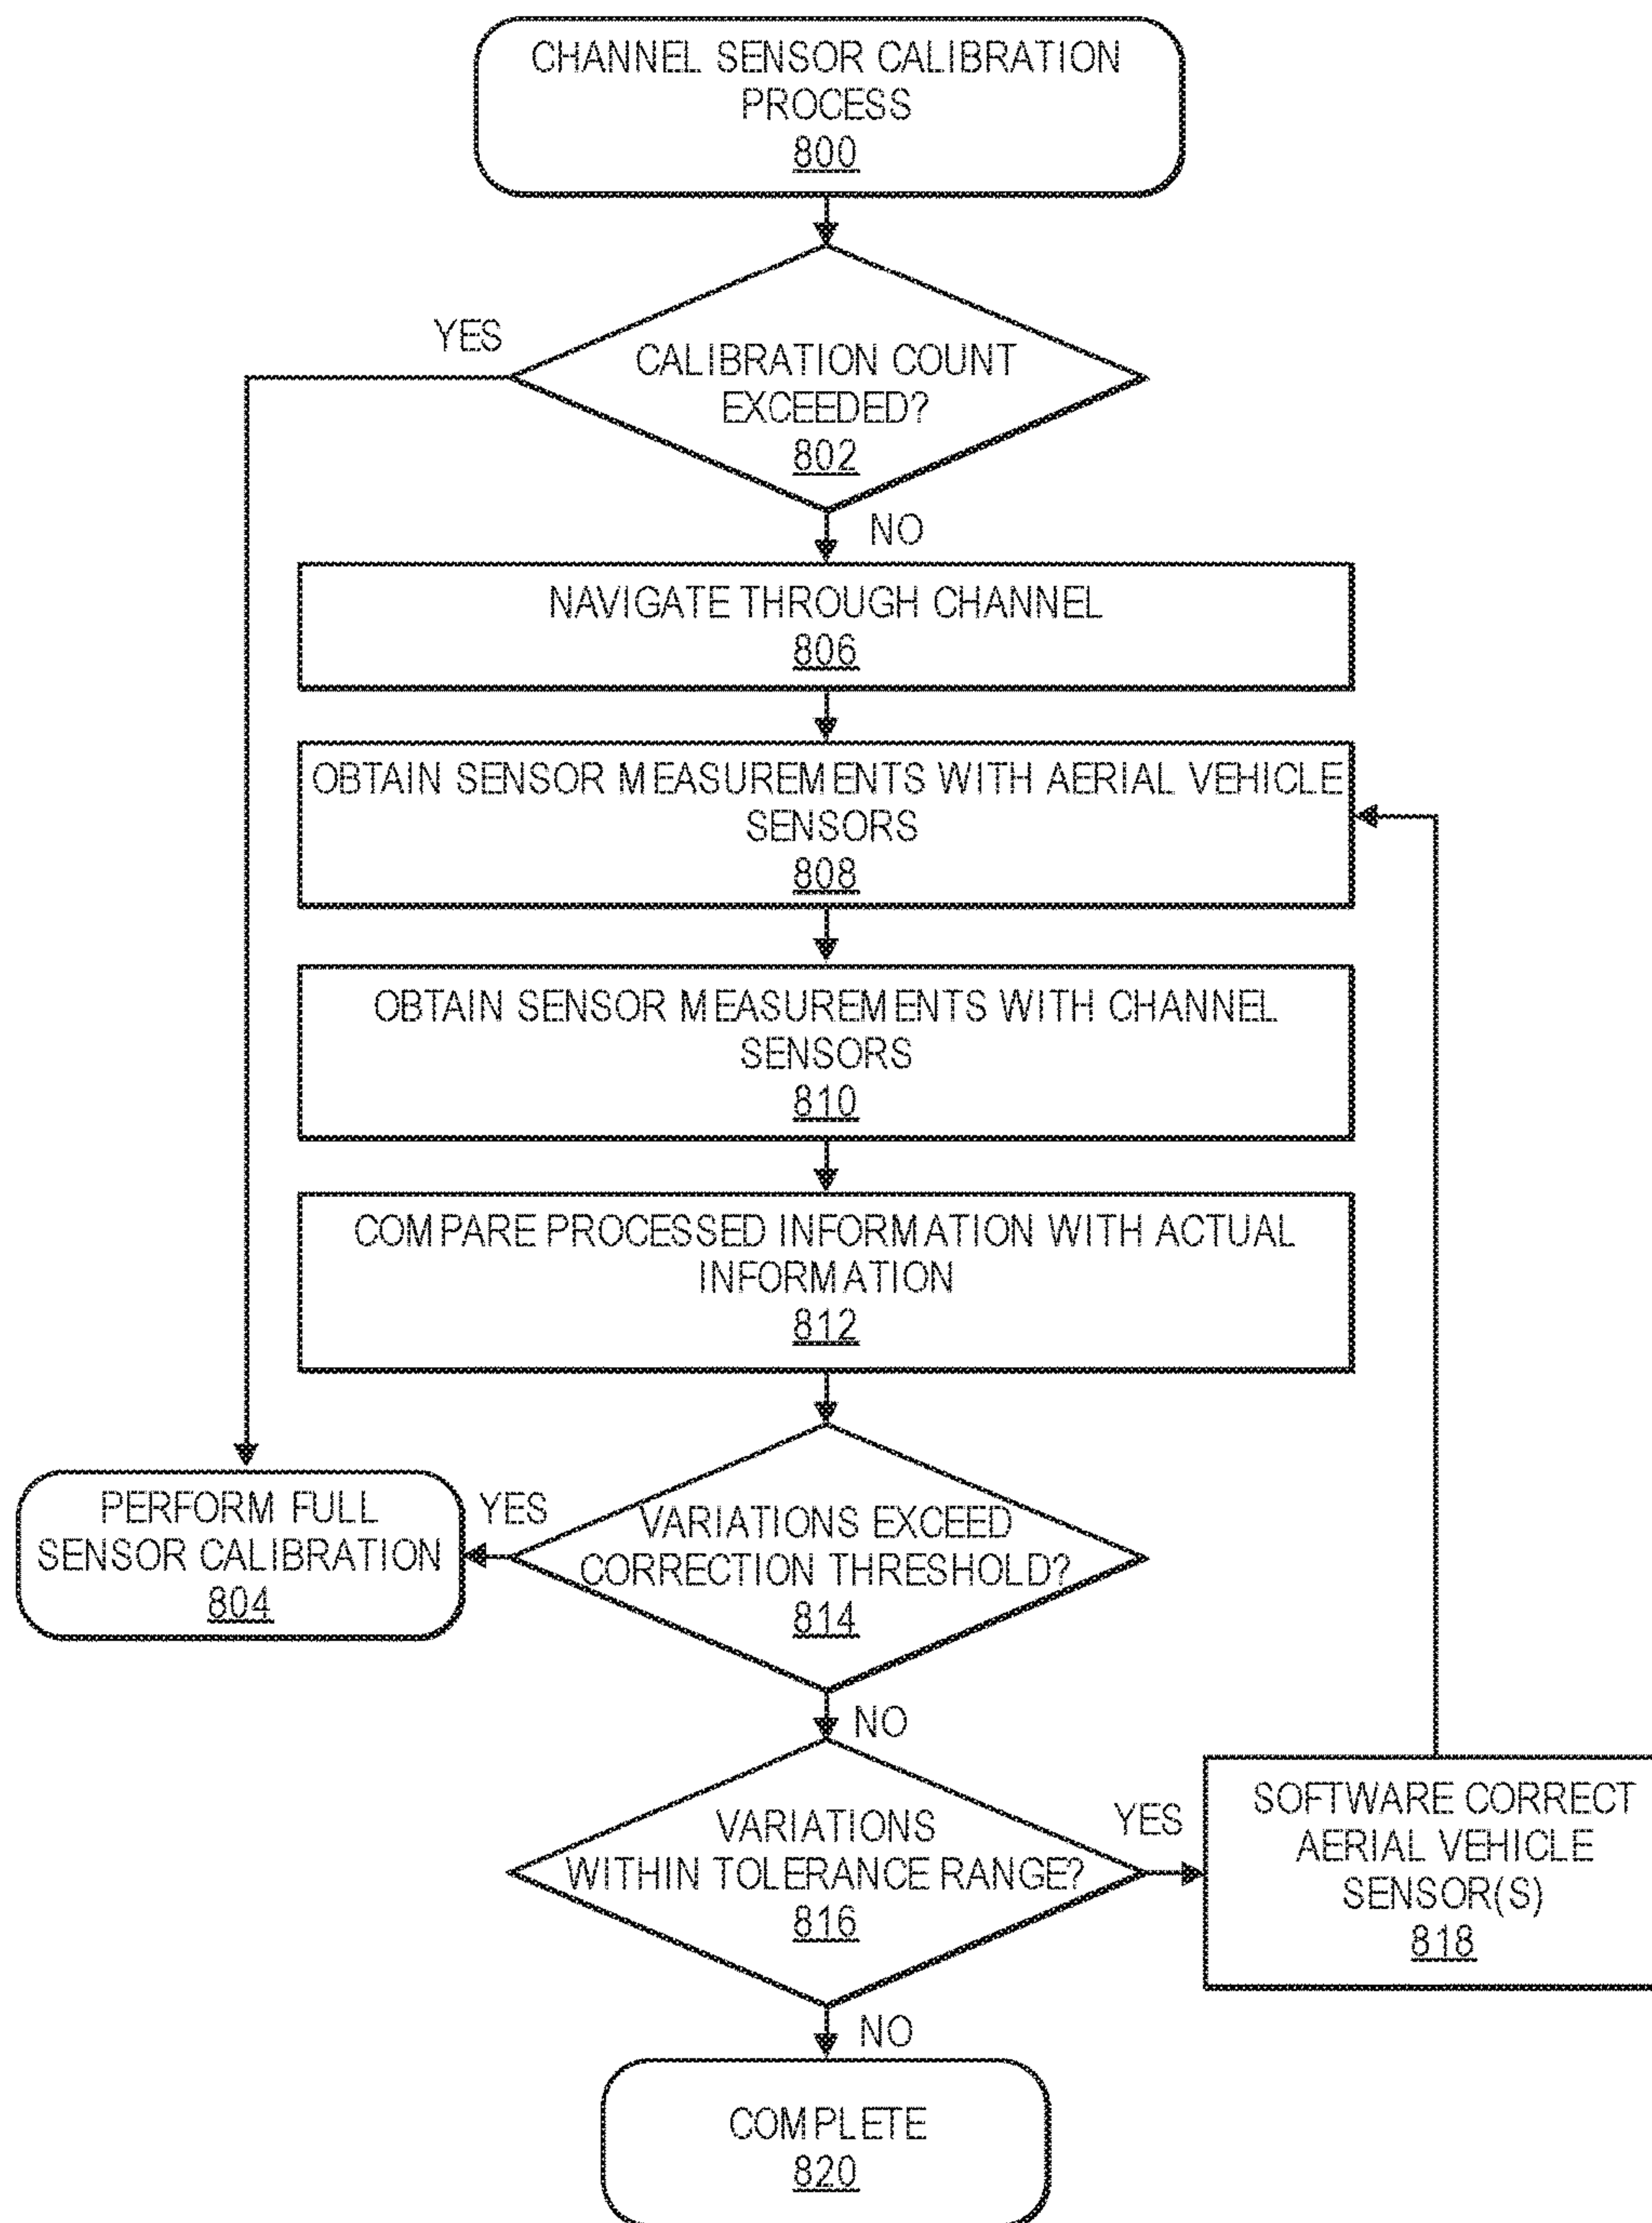 CHANNEL SENSOR CALIBRATION
PROCESS
800
YES
CALIBRATION COUNT
EXCEEDED?
802
NO
NAVIGATE THROUGH CHANNEL
806
OBTAIN SENSOR MEASUREMENTS WITH AERIAL VEHICLE
SENSORS
808
OBTAIN SENSOR MEASUREMENTS WITH CHANNEL
SENSORS
810
COMPARE PROCESSED INFORMATION WITH ACTUAL
INFORMATION
812
PERFORM FULL
SENSOR CALIBRATION
804
YES
VARIATIONS EXCEED
CORRECTION THRESHOLD?
814
NO
VARIATIONS
WITHIN TOLERANCE RANGE?
816
YES
SOFTWARE CORRECT
AERIAL VEHICLE
SENSOR(S)
818
NO
COMPLETE
820